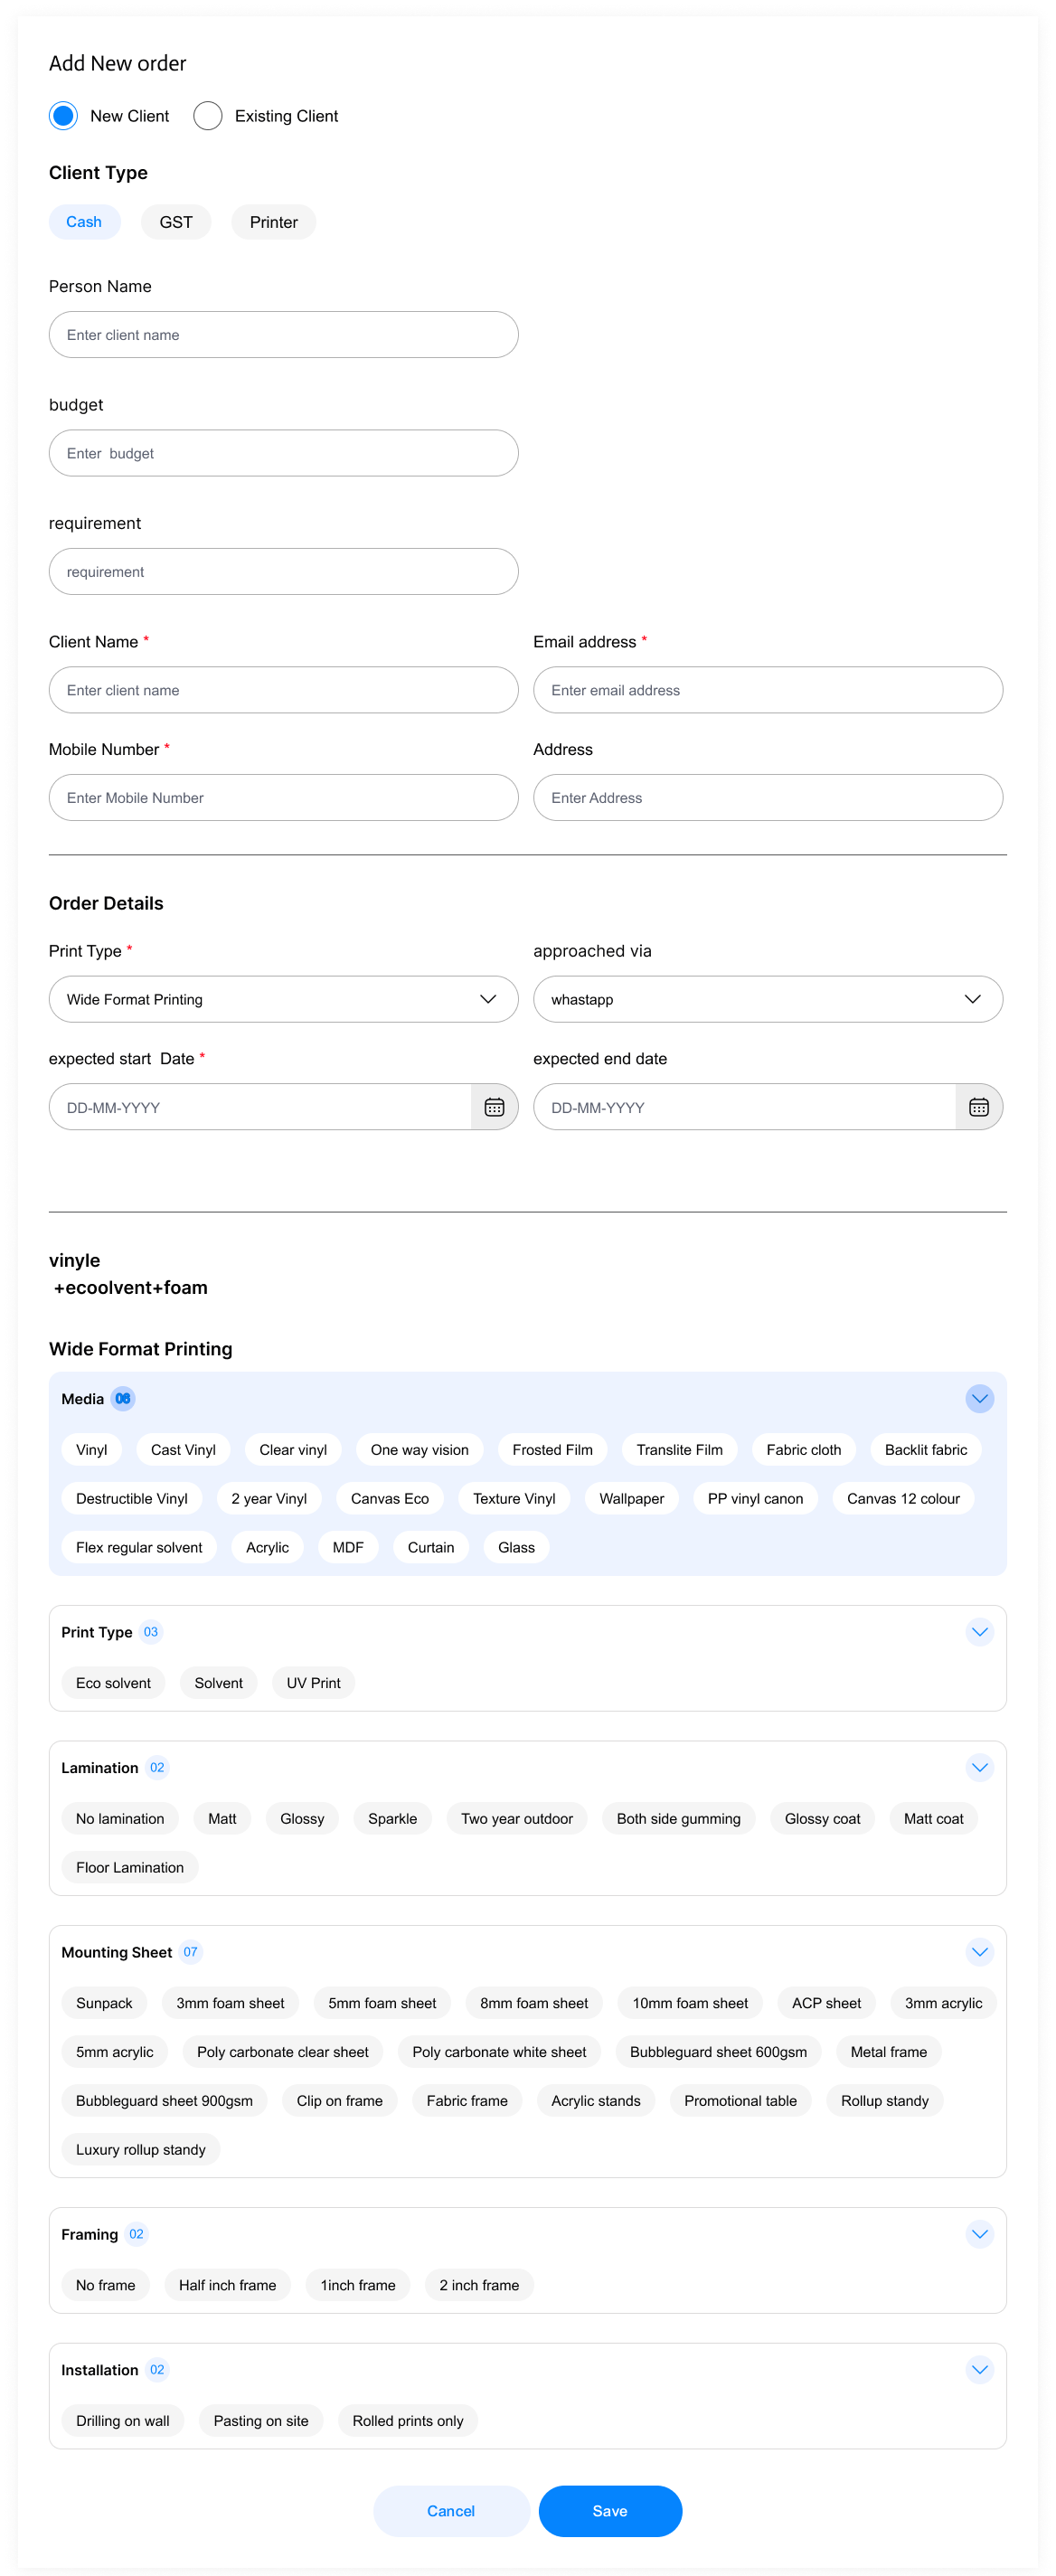 Add New order
New Client Existing Client
Client Type
Cash GST Printer
Person Name
Enter client name
budget
Enter budget
requirement
requirement
Client Name * Email address *
Enter client name Enter email address
Mobile Number * Address
Enter Mobile Number Enter Address
Order Details
Print Type * approached via
Wide Format Printing whastapp
expected start Date * expected end date
DD-MM-YYYY DD-MM-YYYY
vinyle
+ecoolvent+foam
Wide Format Printing
Media
Vinyl Cast Vinyl Clear vinyl One way vision Frosted Film Translite Film Fabric cloth Backlit fabric
Destructible Vinyl 2 year Vinyl Canvas Eco Texture Vinyl Wallpaper PP vinyl canon Canvas 12 colour
Flex regular solvent Acrylic MDF Curtain Glass
Print Type 03
Eco solvent Solvent UV Print
Lamination 02
No lamination Matt Glossy Sparkle Two year outdoor Both side gumming Glossy coat Matt coat
Floor Lamination
Mounting Sheet 07
Sunpack 3mm foam sheet 5mm foam sheet 8mm foam sheet 10mm foam sheet ACP sheet 3mm acrylic
5mm acrylic Poly carbonate clear sheet Poly carbonate white sheet Bubbleguard sheet 600gsm Metal frame
Bubbleguard sheet 900gsm Clip on frame Fabric frame Acrylic stands Promotional table Rollup standy
Luxury rollup standy
Framing 02
No frame Half inch frame 1inch frame 2 inch frame
Installation 02
Drilling on wall Pasting on site Rolled prints only
Cancel Save